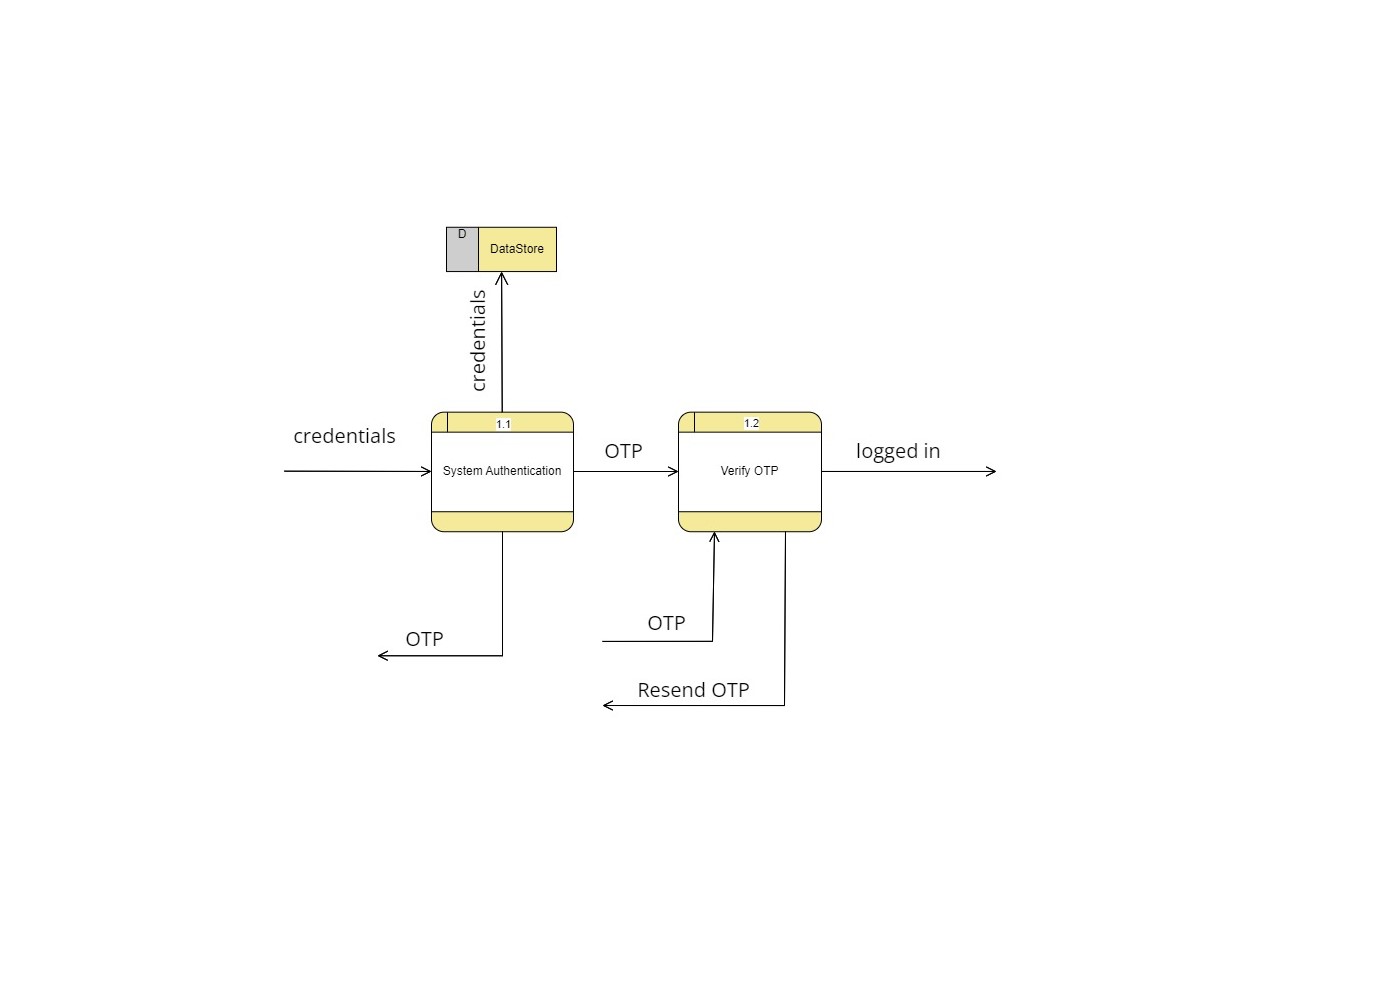 D
DataStore
credentials
credentials
1.1
System Authentication
OTP
1.2
Verify OTP
logged in
OTP
OTP
Resend OTP